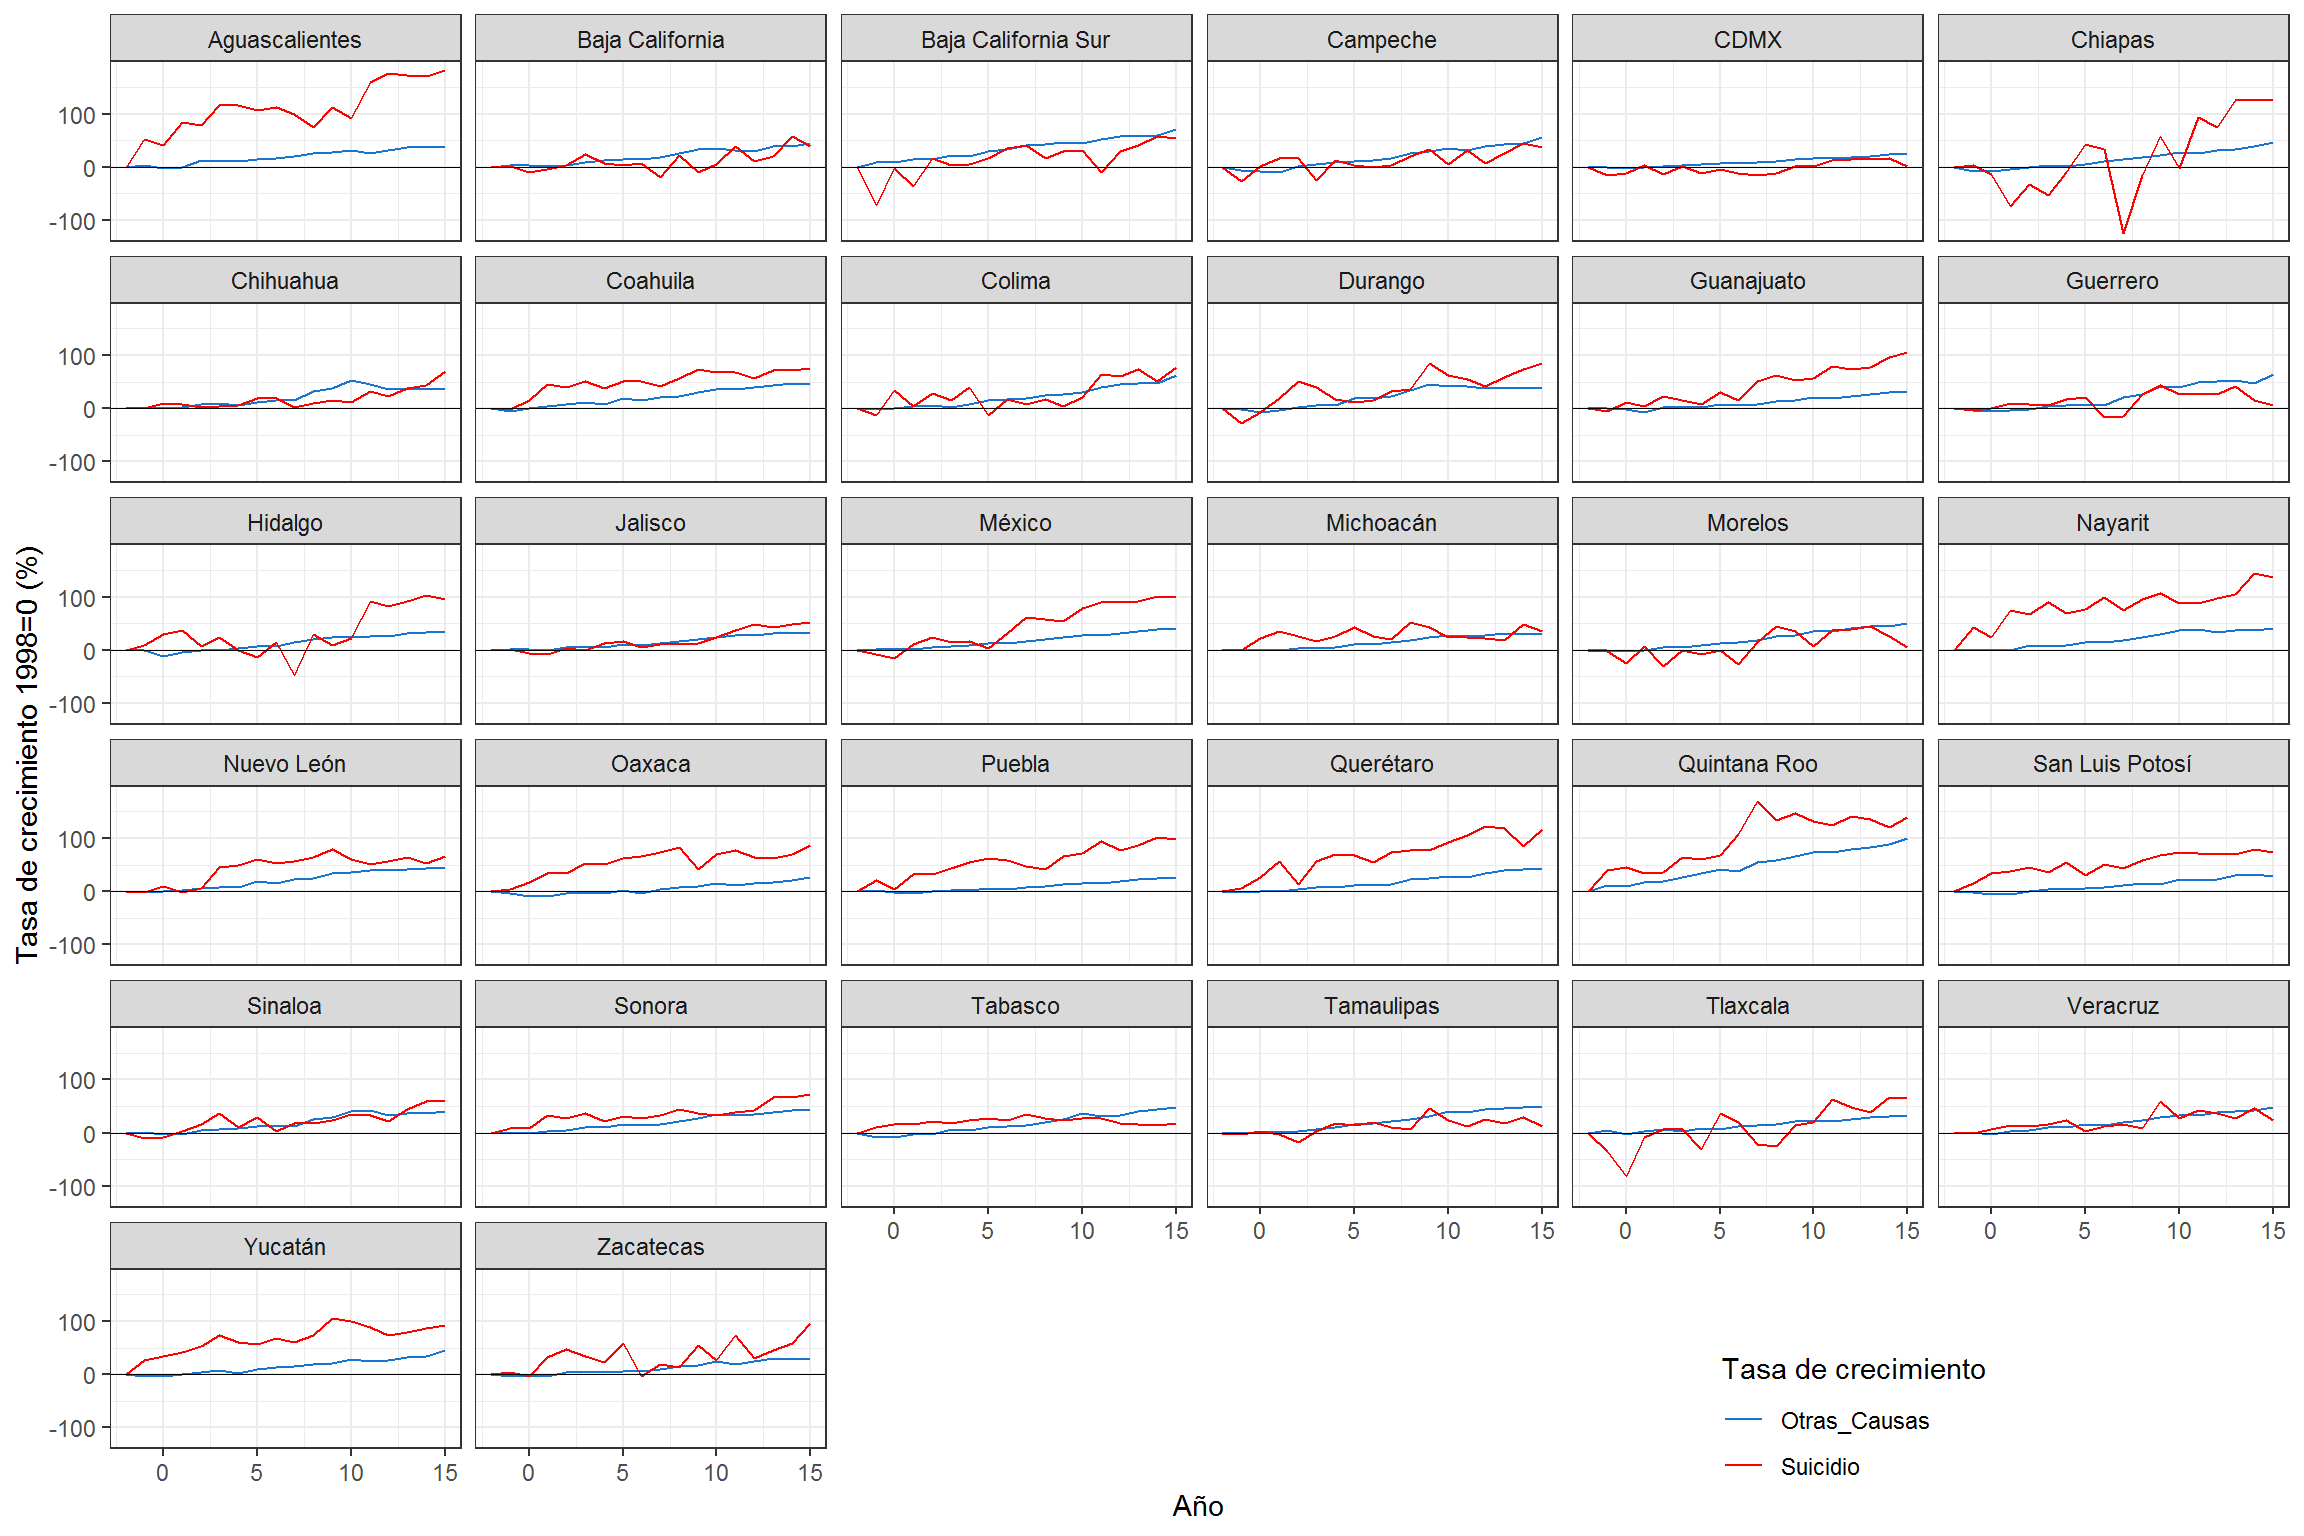 Aguascalientes Baja California Baja California Sur Campeche CDMX Chiapas
100
0
-100
Chihuahua Coahuila Colima Durango Guanajuato Guerrero
100
0
-100
Hidalgo Jalisco México Michoacán Morelos Nayarit
100
0
-100
Nuevo León Oaxaca Puebla Querétaro Quintana Roo San Luis Potosí
100
0
-100
Sinaloa Sonora Tabasco Tamaulipas Tlaxcala Veracruz
100
0
-100
0 5 10 15 0 5 10 15 0 5 10 15 0 5 10 15
Yucatán Zacatecas
100
0
-100
0 5 10 15 0 5 10 15
Año
Tasa de crecimiento 1998=0 (%)
Tasa de crecimiento
Otras_Causas
Suicidio